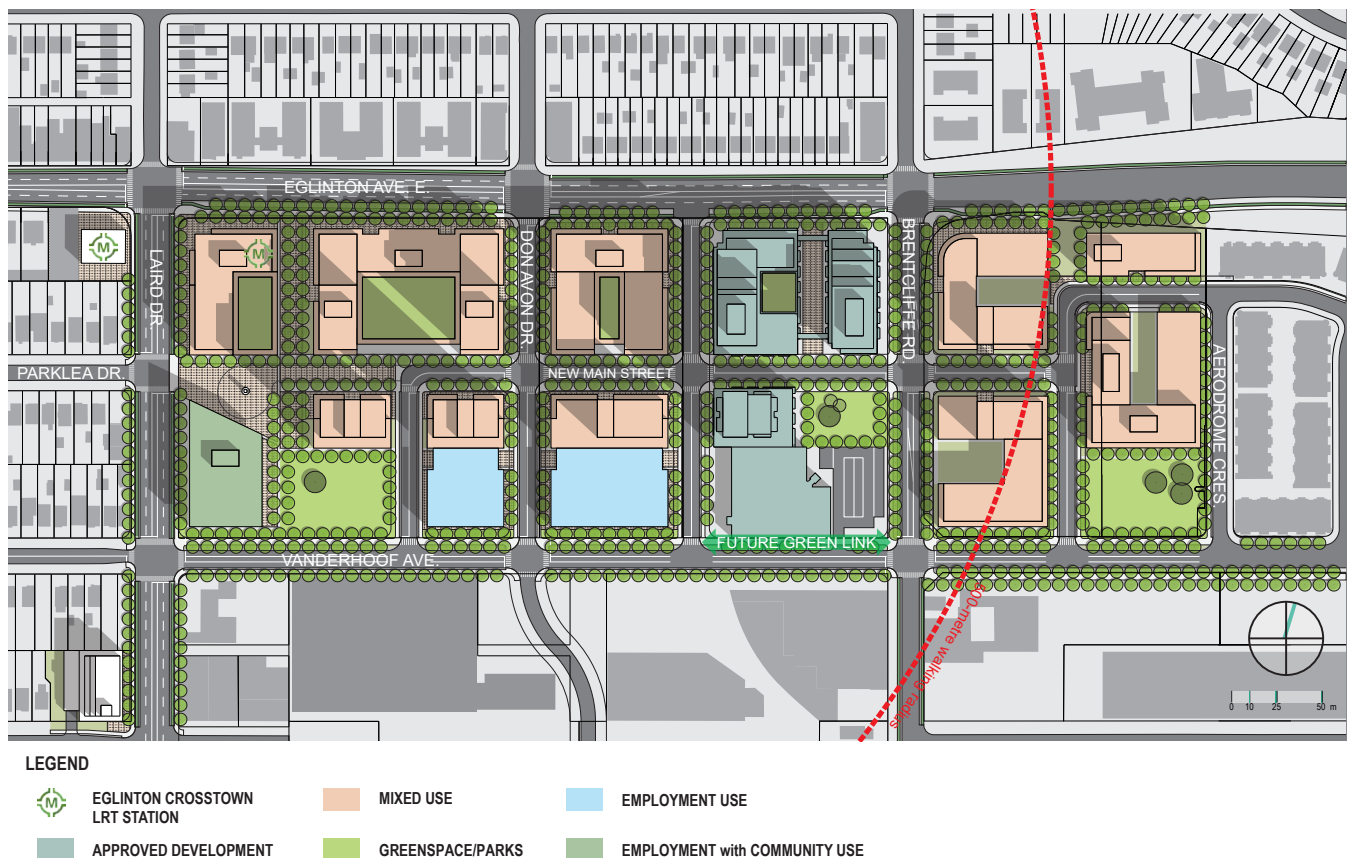 EGLINTON AVE. E.
M
M
LAIRD DR.
DON AVON DR.
BRENTCLIFFE RD
PARKLEA DR.
NEW MAIN STREET
AERODROME CRES.
FUTURE GREEN LINK
VANDERHOOF AVE.
500-metre walking radius
0 10 25 50 m
LEGEND
M
EGLINTON CROSSTOWN
LRT STATION
MIXED USE
EMPLOYMENT USE
APPROVED DEVELOPMENT
GREENSPACE/PARKS
EMPLOYMENT with COMMUNITY USE